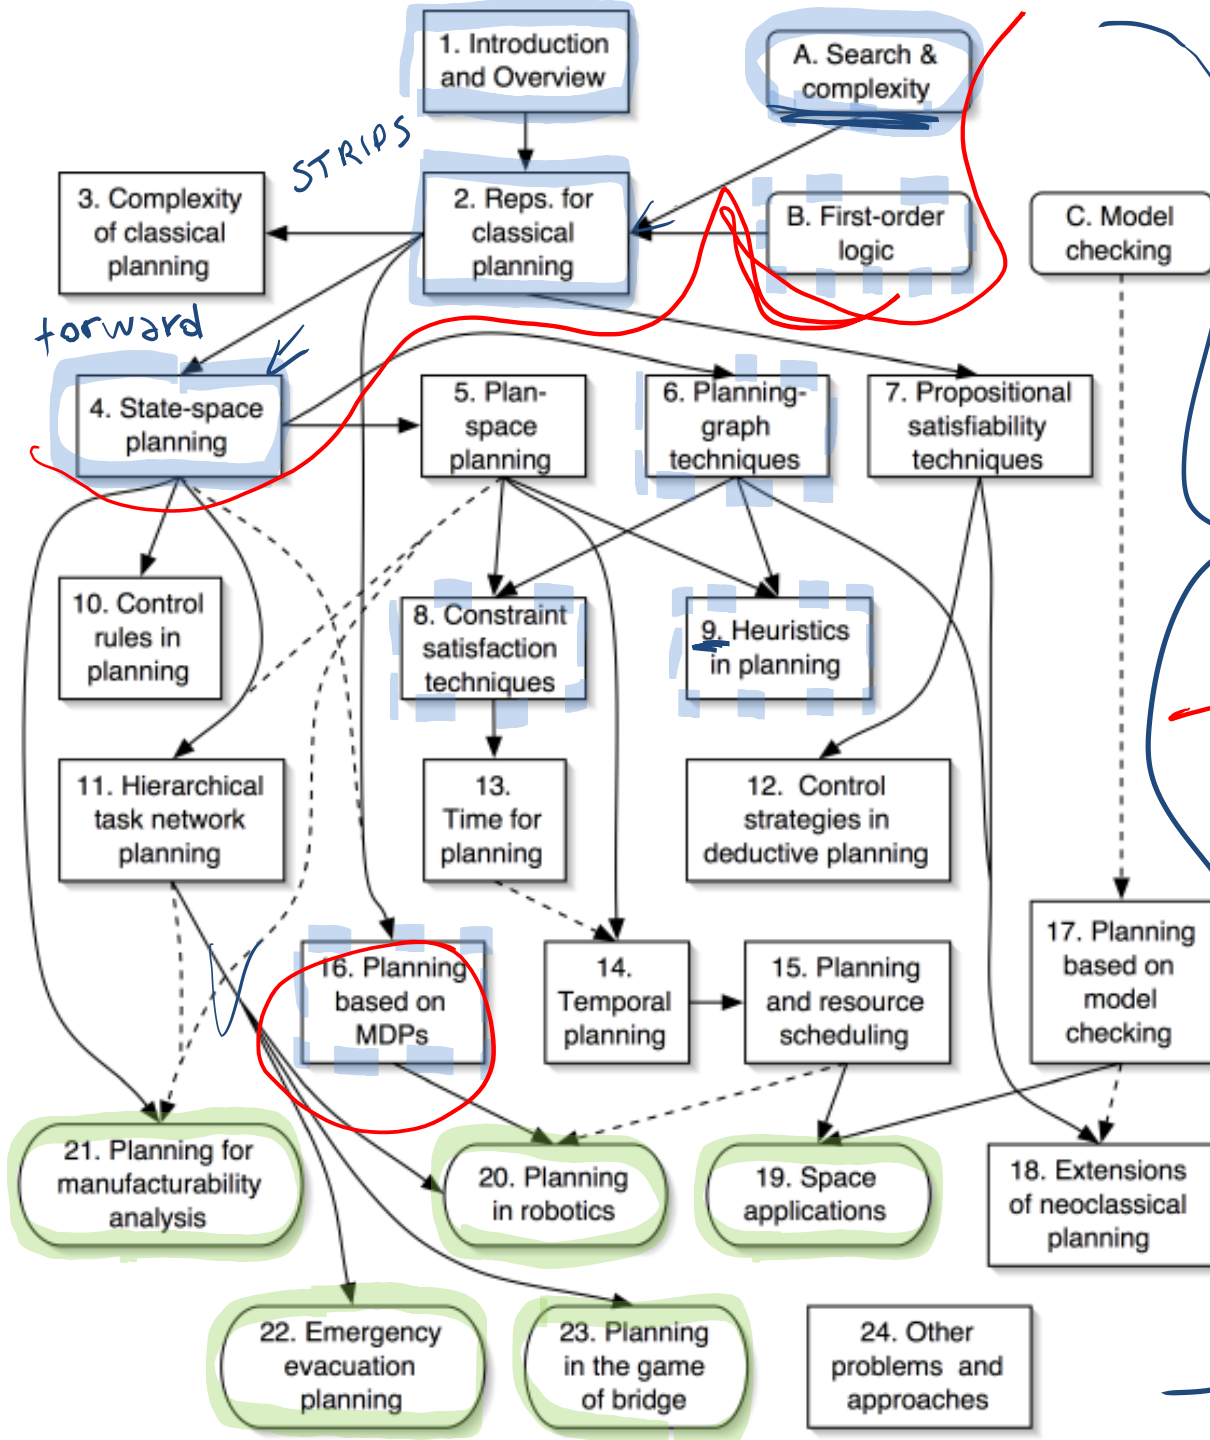 1. Introduction
and Overview
A. Search &
complexity
STRIPS
3. Complexity
of classical
planning
2. Reps. for
classical
planning
B. First-order
logic
C. Model
checking
forward
4. State-space
planning
5. Plan-
space
planning
6. Planning-
graph
techniques
7. Propositional
satisfiability
techniques
10. Control
rules in
planning
8. Constraint
satisfaction
techniques
9. Heuristics
in planning
11. Hierarchical
task network
planning
13.
Time for
planning
12. Control
strategies in
deductive planning
16. Planning
based on
MDPs
14.
Temporal
planning
15. Planning
and resource
scheduling
17. Planning
based on
model
checking
21. Planning for
manufacturability
analysis
20. Planning
in robotics
19. Space
applications
18. Extensions
of neoclassical
planning
22. Emergency
evacuation
planning
23. Planning
in the game
of bridge
24. Other
problems and
approaches